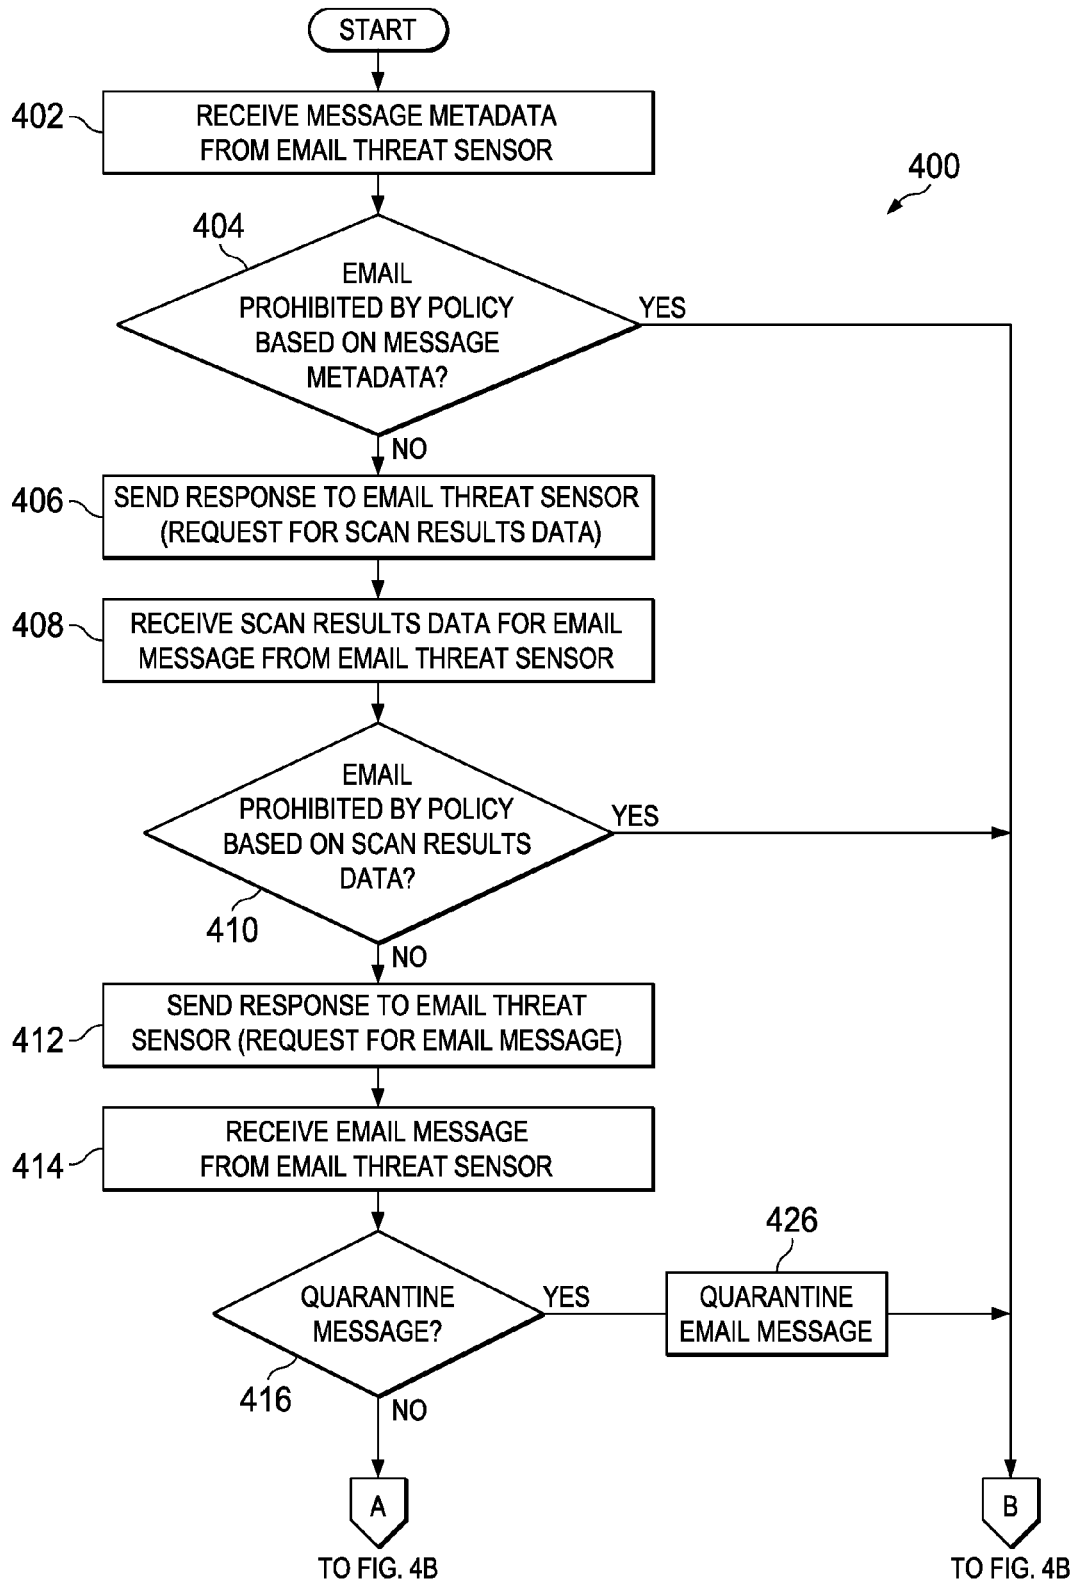 START
402
RECEIVE MESSAGE METADATA
FROM EMAIL THREAT SENSOR
400
404
EMAIL
PROHIBITED BY POLICY
BASED ON MESSAGE
METADATA?
YES
NO
406
SEND RESPONSE TO EMAIL THREAT SENSOR
(REQUEST FOR SCAN RESULTS DATA)
408
RECEIVE SCAN RESULTS DATA FOR EMAIL
MESSAGE FROM EMAIL THREAT SENSOR
EMAIL
PROHIBITED BY POLICY
BASED ON SCAN RESULTS
DATA?
YES
410
NO
412
SEND RESPONSE TO EMAIL THREAT
SENSOR (REQUEST FOR EMAIL MESSAGE)
414
RECEIVE EMAIL MESSAGE
FROM EMAIL THREAT SENSOR
QUARANTINE
MESSAGE?
YES
416
NO
426
QUARANTINE
EMAIL MESSAGE
A
TO FIG. 4B
B
TO FIG. 4B